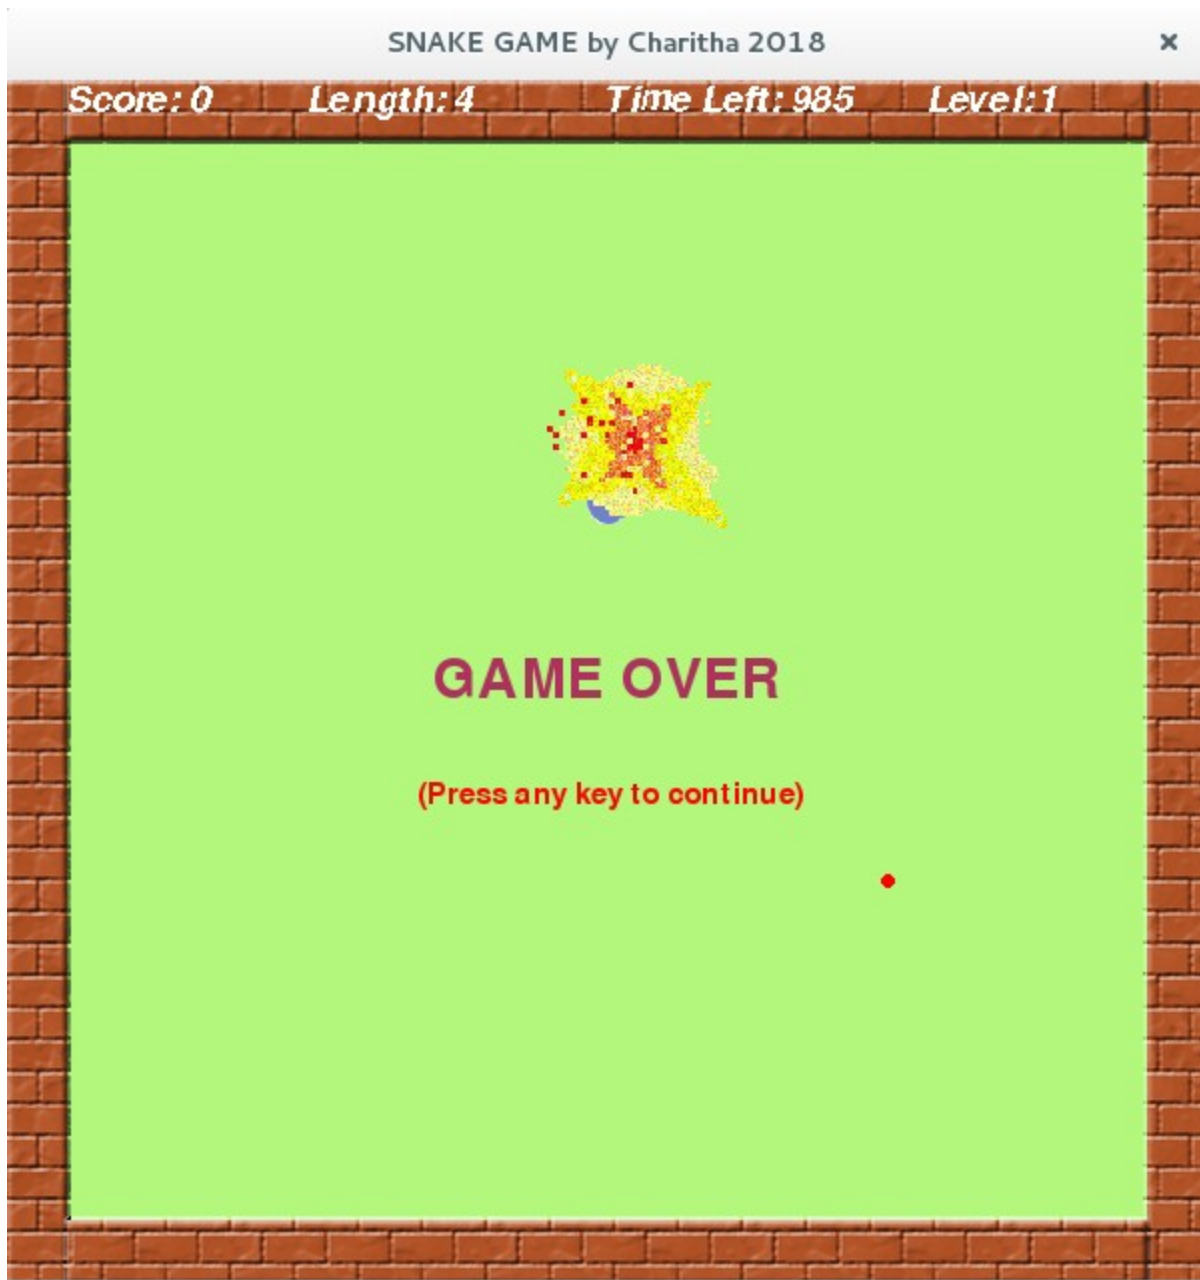 SNAKE GAME by Charitha 2018
Score: 0 Length: 4 Time Left: 985 Level: 1
GAME OVER
(Press any key to continue)